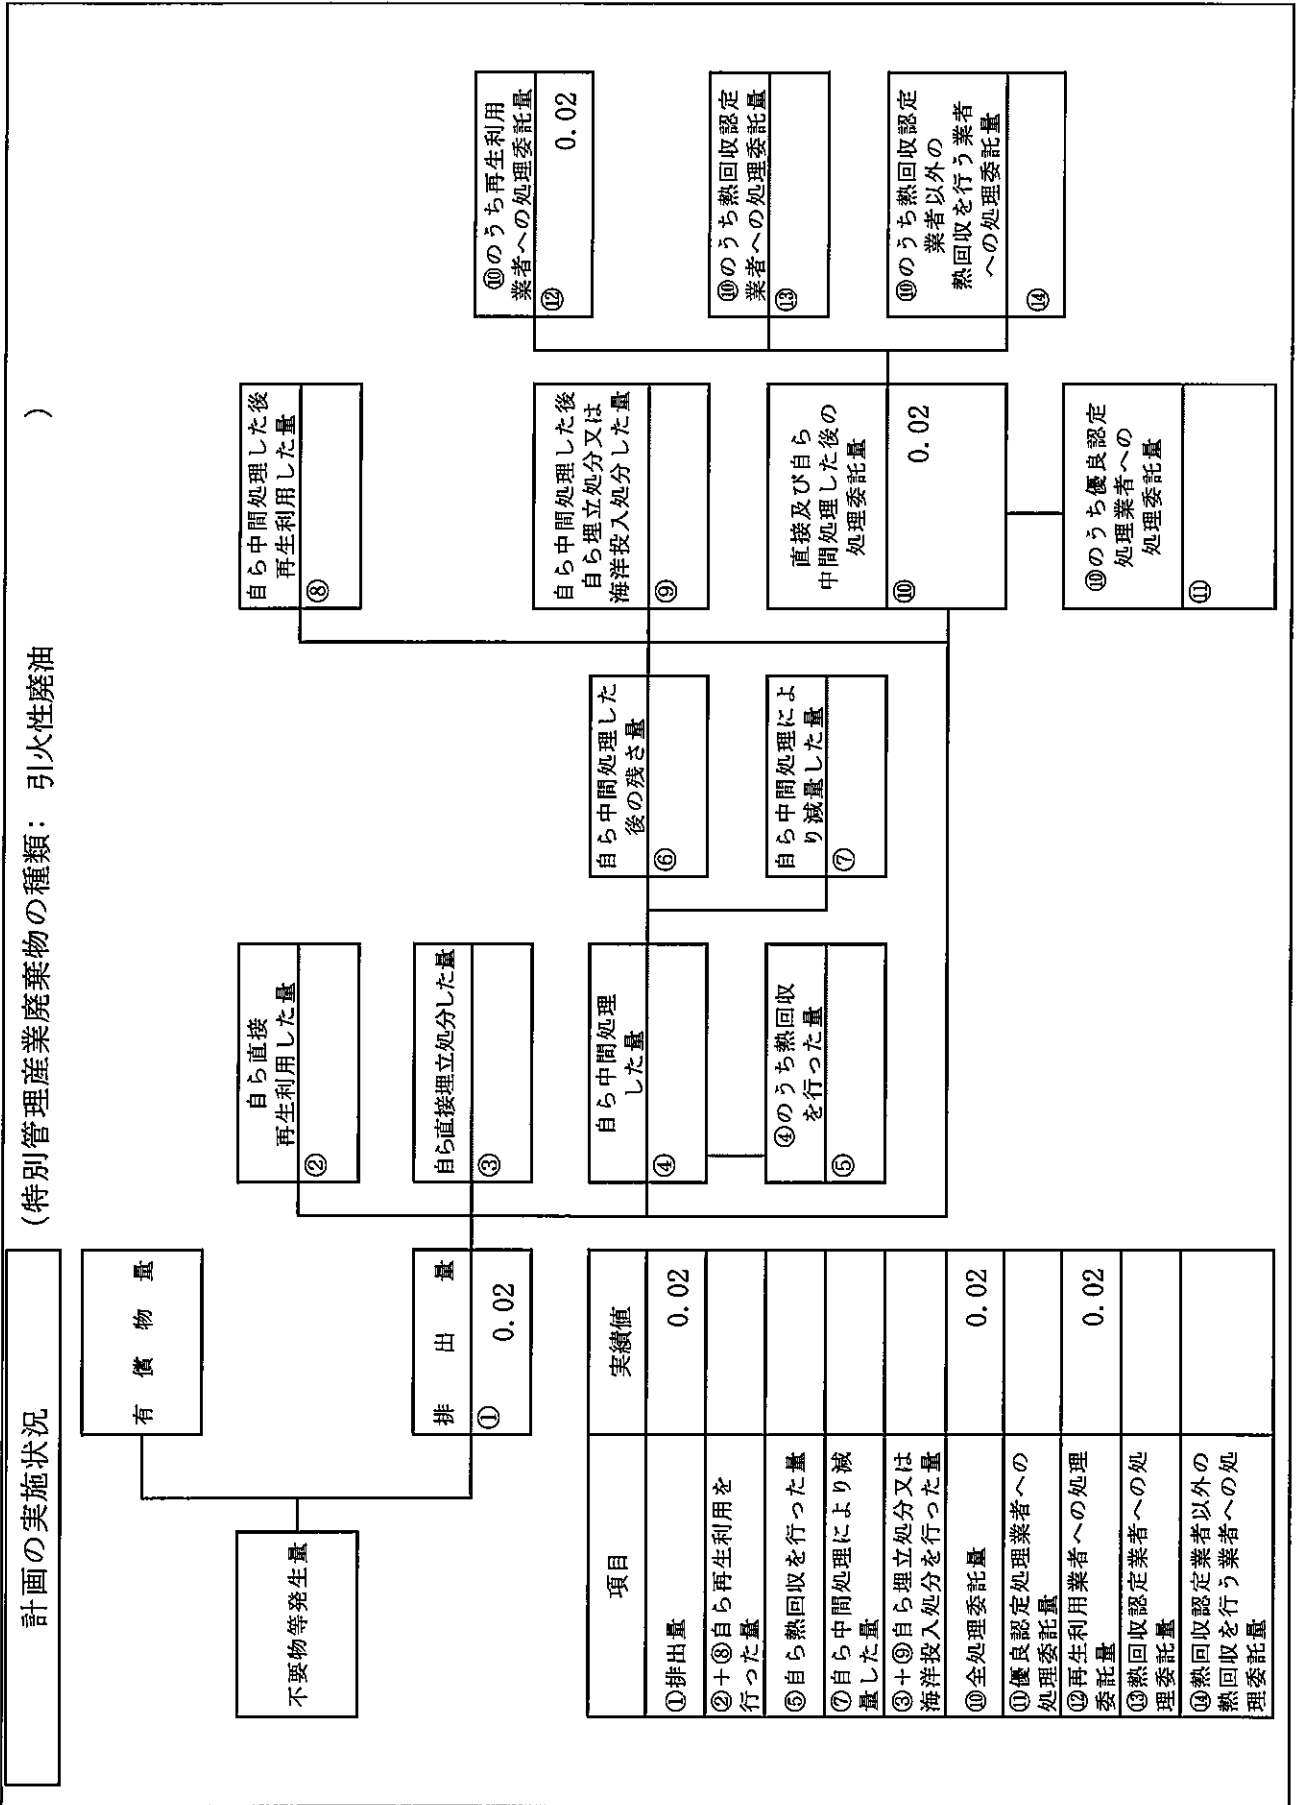 計画の実施状況
(特別管理産業廃棄物の種類： 引火性廃油 )
不要物等発生量
有償物量
排出量
① 0.02
自ら直接
再生利用した量
②
自ら直接埋立処分した量
③
自ら中間処理
した量
④
④のうち熱回収
を行った量
⑤
自ら中間処理した
後の残さ量
⑥
自ら中間処理によ
り減量した量
⑦
自ら中間処理した後
再生利用した量
⑧
自ら中間処理した後
自ら埋立処分又は
海洋投入処分した量
⑨
直接及び自ら
中間処理した後の
処理委託量
⑩ 0.02
⑩のうち優良認定
処理業者への
処理委託量
⑪
⑩のうち再生利用
業者への処理委託量
⑫ 0.02
⑩のうち熱回収認定
業者への処理委託量
⑬
⑩のうち熱回収認定
業者以外の
熱回収を行う業者
への処理委託量
⑭
項目 実績値
①排出量 0.02
②＋⑧自ら再生利用を
行った量
⑤自ら熱回収を行った量
⑦自ら中間処理により減
量した量
③＋⑨自ら埋立処分又は
海洋投入処分を行った量
⑩全処理委託量 0.02
⑪優良認定処理業者への
処理委託量
⑫再生利用業者への処理
委託量 0.02
⑬熱回収認定業者への処
理委託量
⑭熱回収認定業者以外の
熱回収を行う業者への処
理委託量